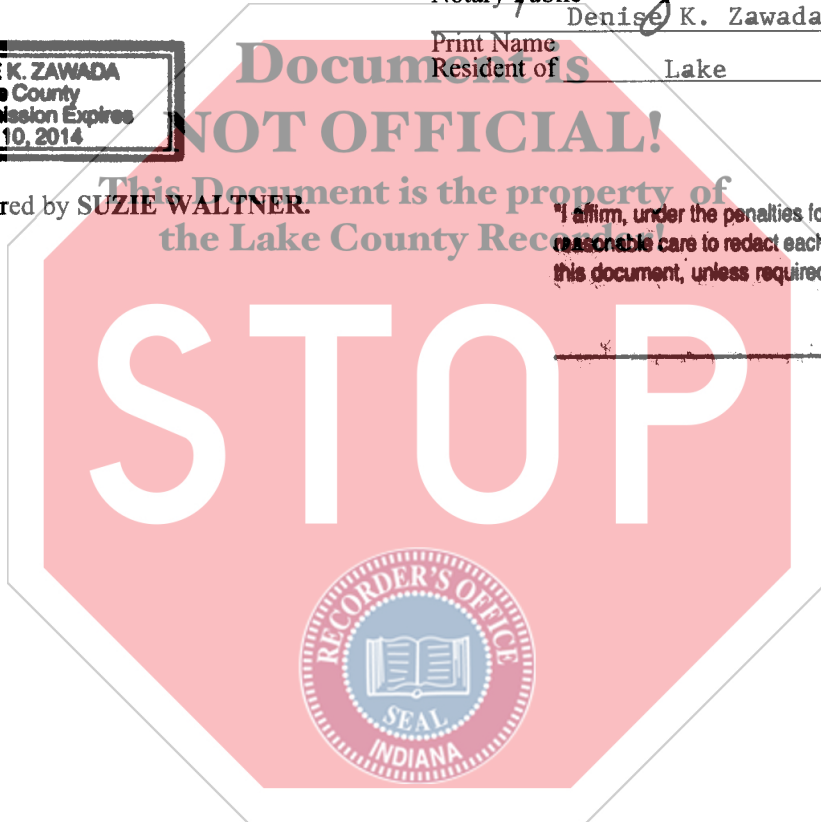 Notary Public
Denise K. Zawada
Print Name
Resident of Lake
K. ZAWADA
County
Expires
10, 2014
Document is
NOT OFFICIAL!
This Document is the property of
the Lake County Recorder!
red by SUZIE WALTNER.
"I affirm, under the penalties fo
reasonable care to redact each
this document, unless required
STOP
RECORDER'S OFFICE
SEAL
INDIANA